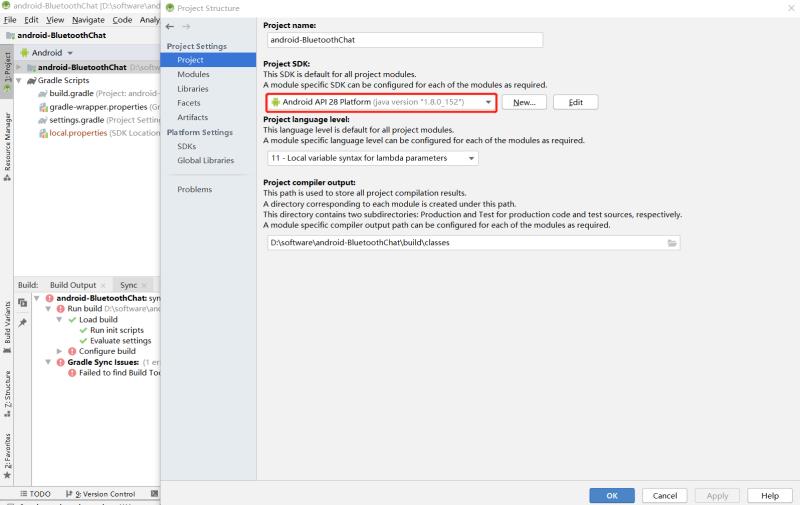 android-BluetoothChat [D:\software\an
File Edit View Navigate Code Analy
android-BluetoothChat
Android
android-BluetoothChat D:\softwar
Gradle Scripts
build.gradle (Project: android-
gradle-wrapper.properties (Gr
settings.gradle (Project Setting
local.properties (SDK Location
1: Project
Resource Manager
Build Variants
7: Structure
2: Favorites
Build: Build Output × Sync ×
android-BluetoothChat: syn
Run build D:\software\and
Load build
Run init scripts
Evaluate settings
Configure build
Gradle Sync Issues: (1 er
Failed to find Build Too
TODO 9: Version Control
Project Structure
Project Settings
Project
Modules
Libraries
Facets
Artifacts
Platform Settings
SDKs
Global Libraries
Problems
Project name:
android-BluetoothChat
Project SDK:
This SDK is default for all project modules.
A module specific SDK can be configured for each of the modules as required.
Android API 28 Platform (java version "1.8.0_152") New... Edit
Project language level:
This language level is default for all project modules.
A module specific language level can be configured for each of the modules as required.
11 - Local variable syntax for lambda parameters
Project compiler output:
This path is used to store all project compilation results.
A directory corresponding to each module is created under this path.
This directory contains two subdirectories: Production and Test for production code and test sources, respectively.
A module specific compiler output path can be configured for each of the modules as required.
D:\software\android-BluetoothChat\build\classes
OK Cancel Apply Help